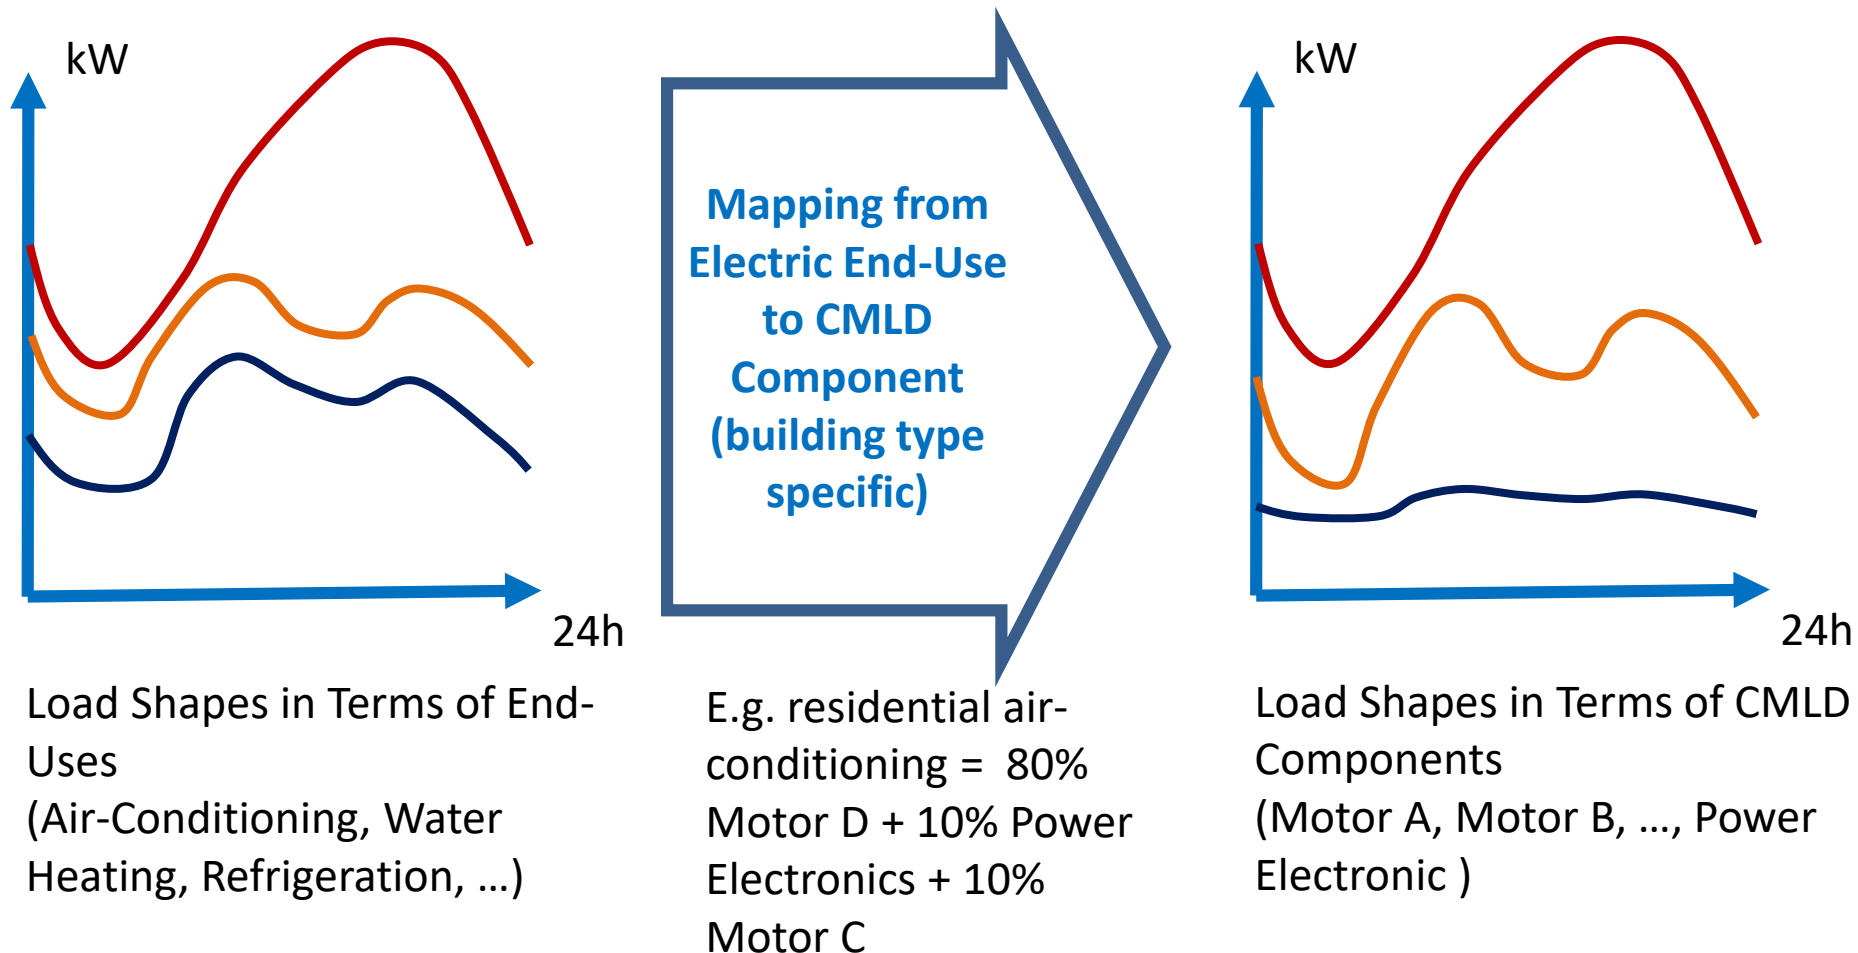 kW
24h
Load Shapes in Terms of End-
Uses
(Air-Conditioning, Water
Heating, Refrigeration, ...)
Mapping from
Electric End-Use
to CMLD
Component
(building type
specific)
E.g. residential air-
conditioning =  80%
Motor D + 10% Power
Electronics + 10%
Motor C
kW
24h
Load Shapes in Terms of CMLD
Components
(Motor A, Motor B, ..., Power
Electronic )